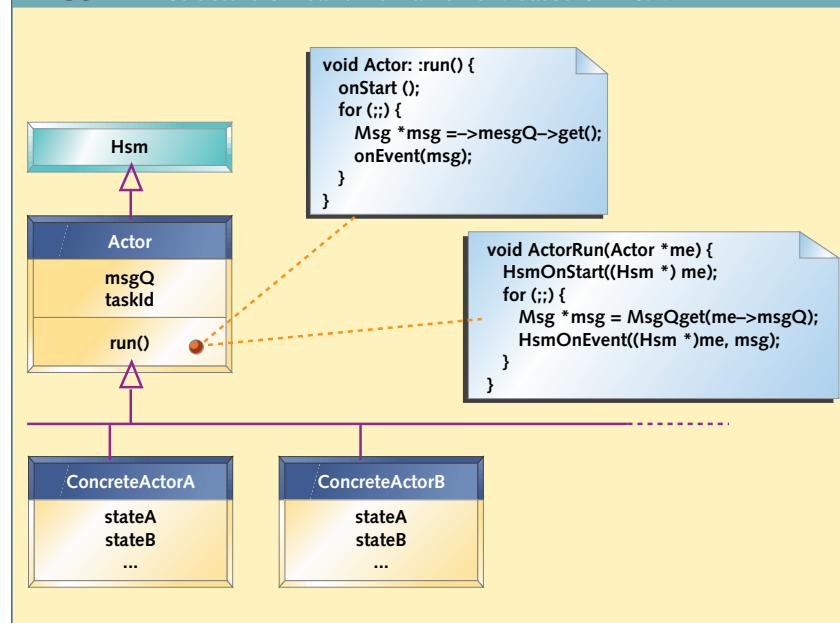 void Actor: :run() {
onStart ();
for (;;) {
Msg *msg =–>mesgQ–>get();
onEvent(msg);
}
}
Hsm
Actor
msgQ
taskId
run()
void ActorRun(Actor *me) {
HsmOnStart((Hsm *) me);
for (;;) {
Msg *msg = MsgQget(me–>msgQ);
HsmOnEvent((Hsm *)me, msg);
}
}
ConcreteActorA
stateA
stateB
...
ConcreteActorB
stateA
stateB
...